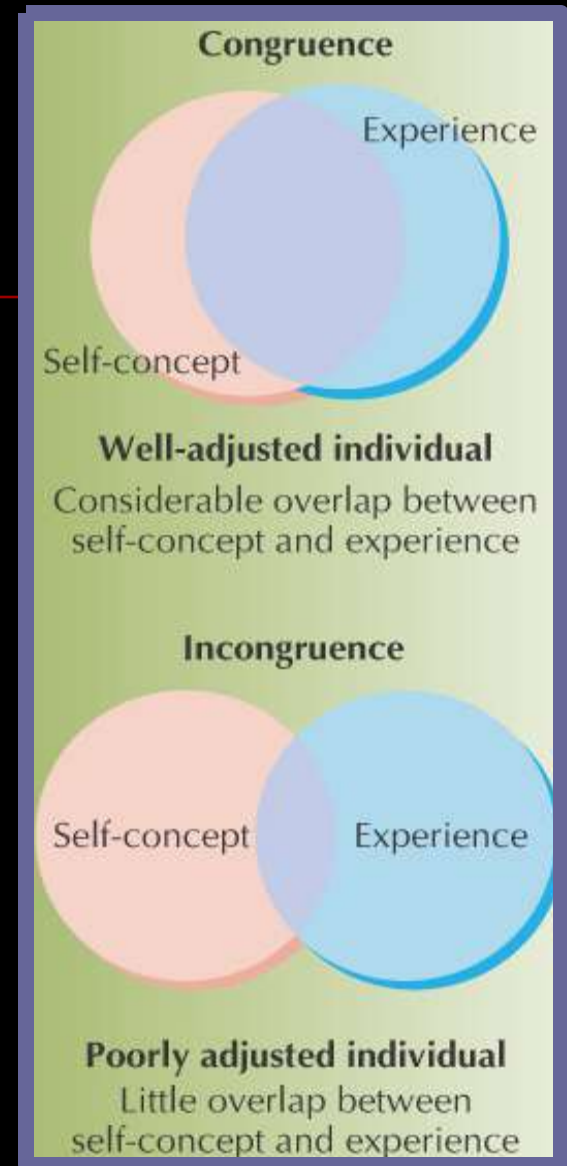 Congruence
Experience
Self-concept
Well-adjusted individual
Considerable overlap between
self-concept and experience
Incongruence
Self-concept
Experience
Poorly adjusted individual
Little overlap between
self-concept and experience